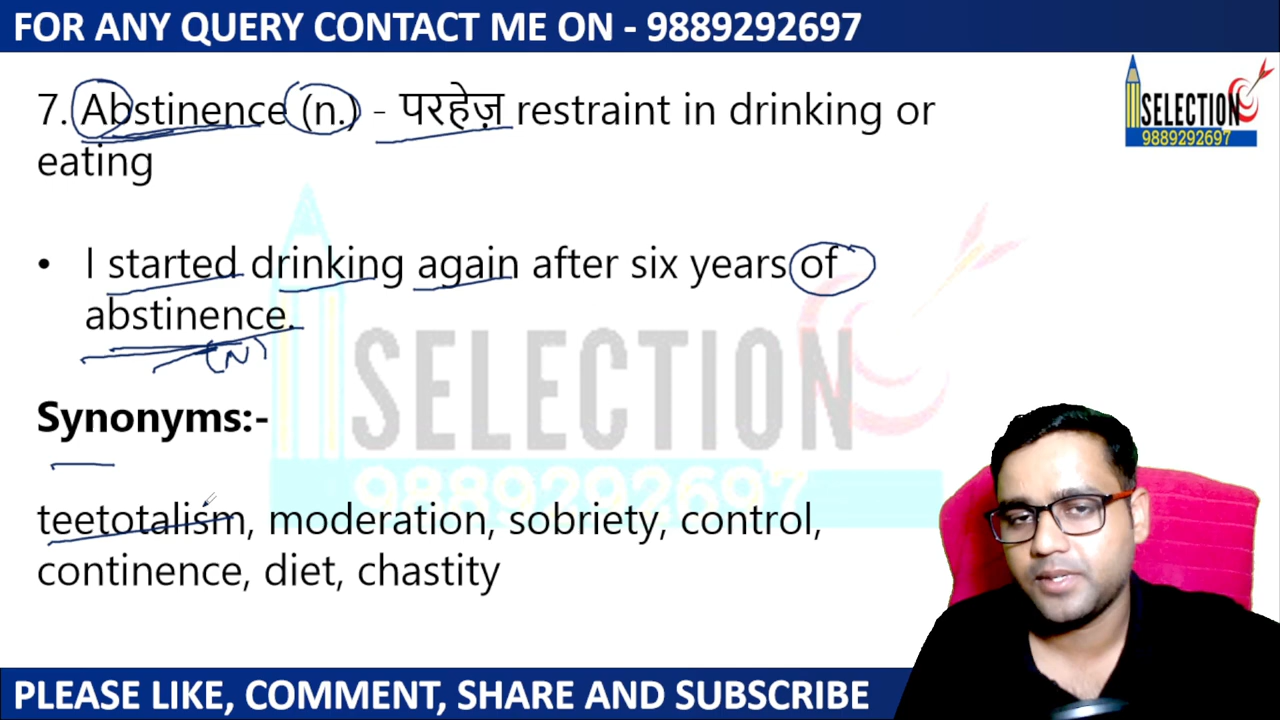 FOR ANY QUERY CONTACT ME ON - 9889292697
SELECTION
9889292697
7. Abstinence (n.) - परहेज़ restraint in drinking or
eating
• I started drinking again after six years of
abstinence.
(N)
SELECTION
9889292697
Synonyms:-
teetotalism, moderation, sobriety, control,
continence, diet, chastity
PLEASE LIKE, COMMENT, SHARE AND SUBSCRIBE